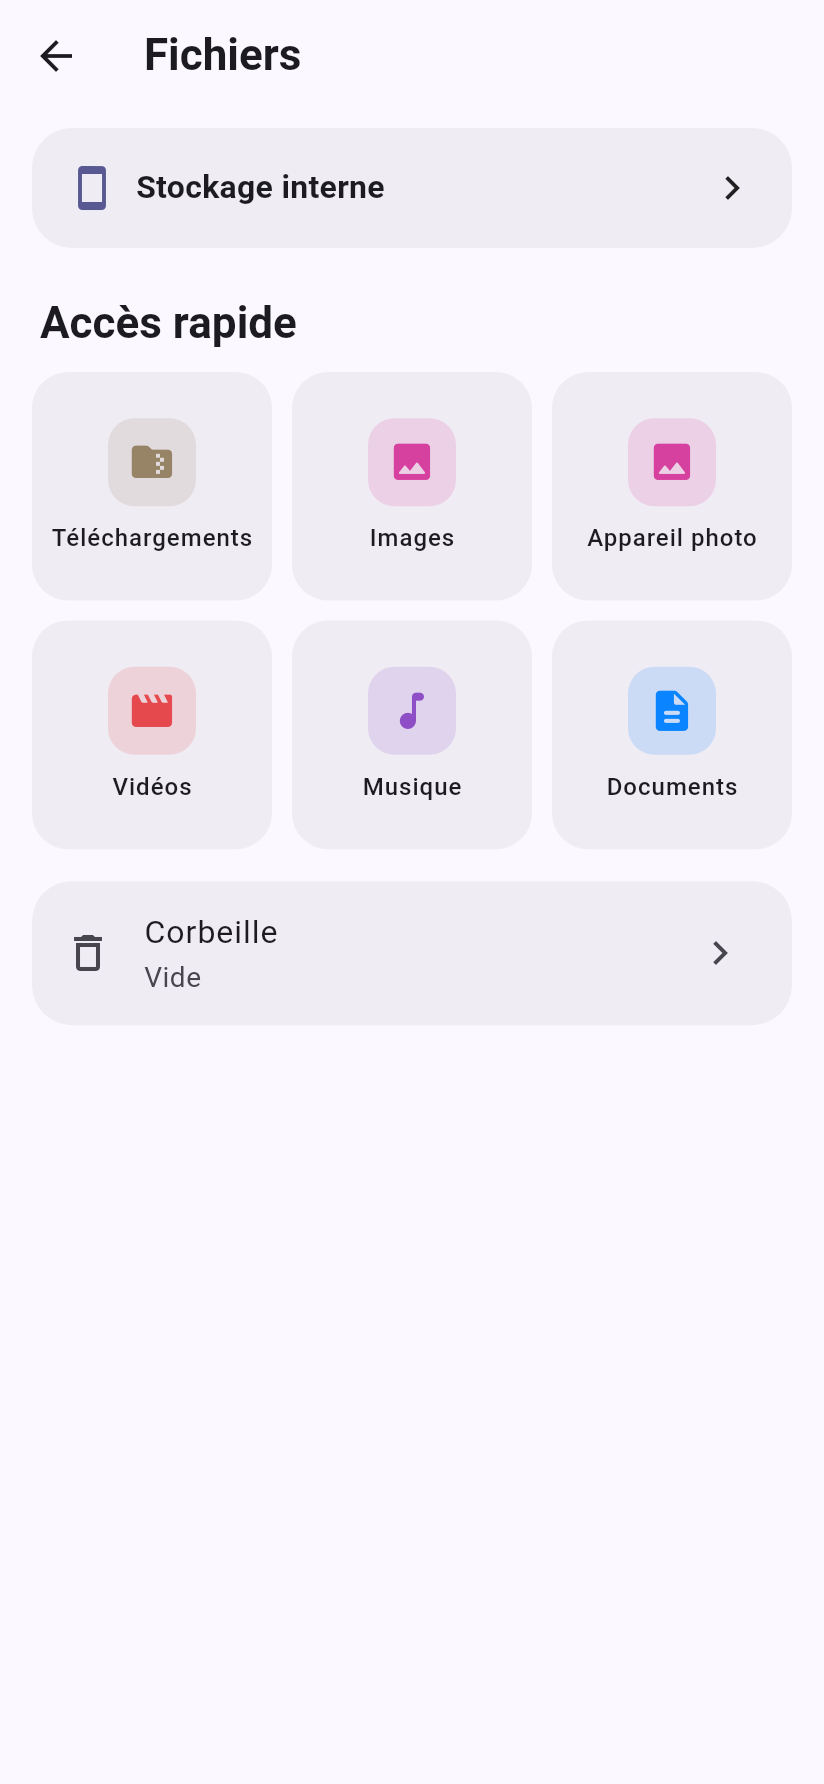 Fichiers
Stockage interne
Accès rapide
Téléchargements
Images
Appareil photo
Vidéos
Musique
Documents
Corbeille
Vide